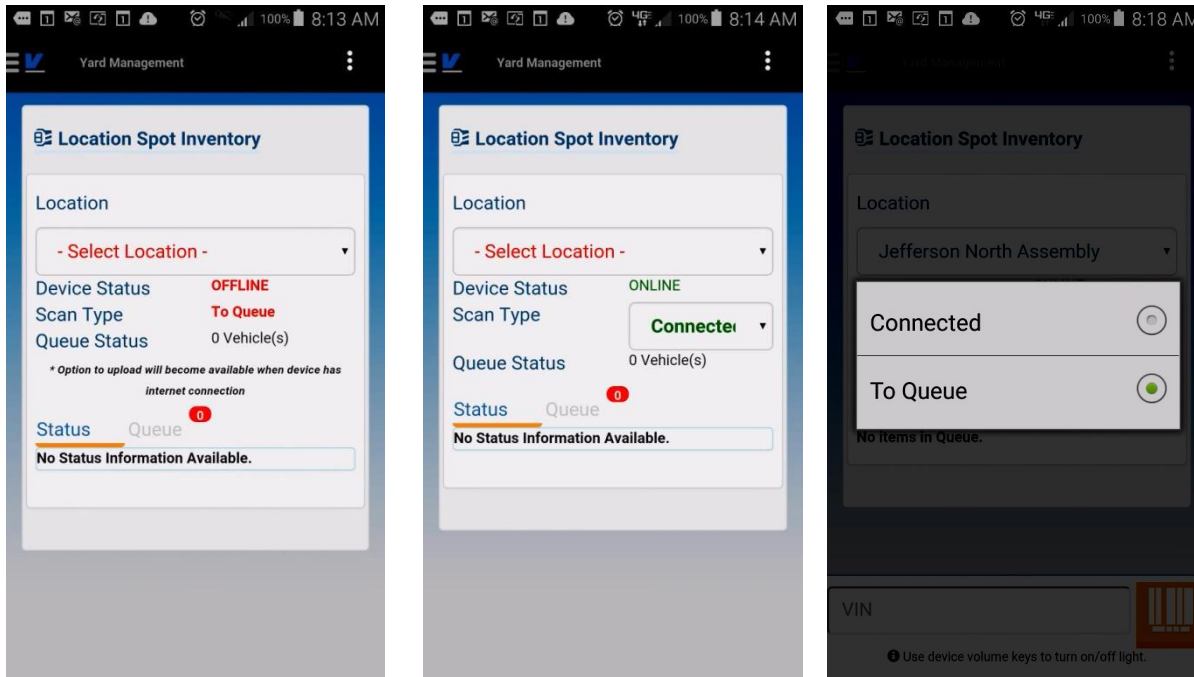 100% 8:13 AM
Yard Management
Location Spot Inventory
Location
- Select Location -
Device Status OFFLINE
Scan Type To Queue
Queue Status 0 Vehicle(s)
* Option to upload will become available when device has
internet connection
Status Queue 0
No Status Information Available.
4G 100% 8:14 AM
Yard Management
Location Spot Inventory
Location
- Select Location -
Device Status ONLINE
Scan Type Connected
Queue Status 0 Vehicle(s)
Status Queue 0
No Status Information Available.
4G 100% 8:18 AM
Yard Management
Location Spot Inventory
Location
Jefferson North Assembly
Connected
To Queue
No items in Queue.
VIN
Use device volume keys to turn on/off light.